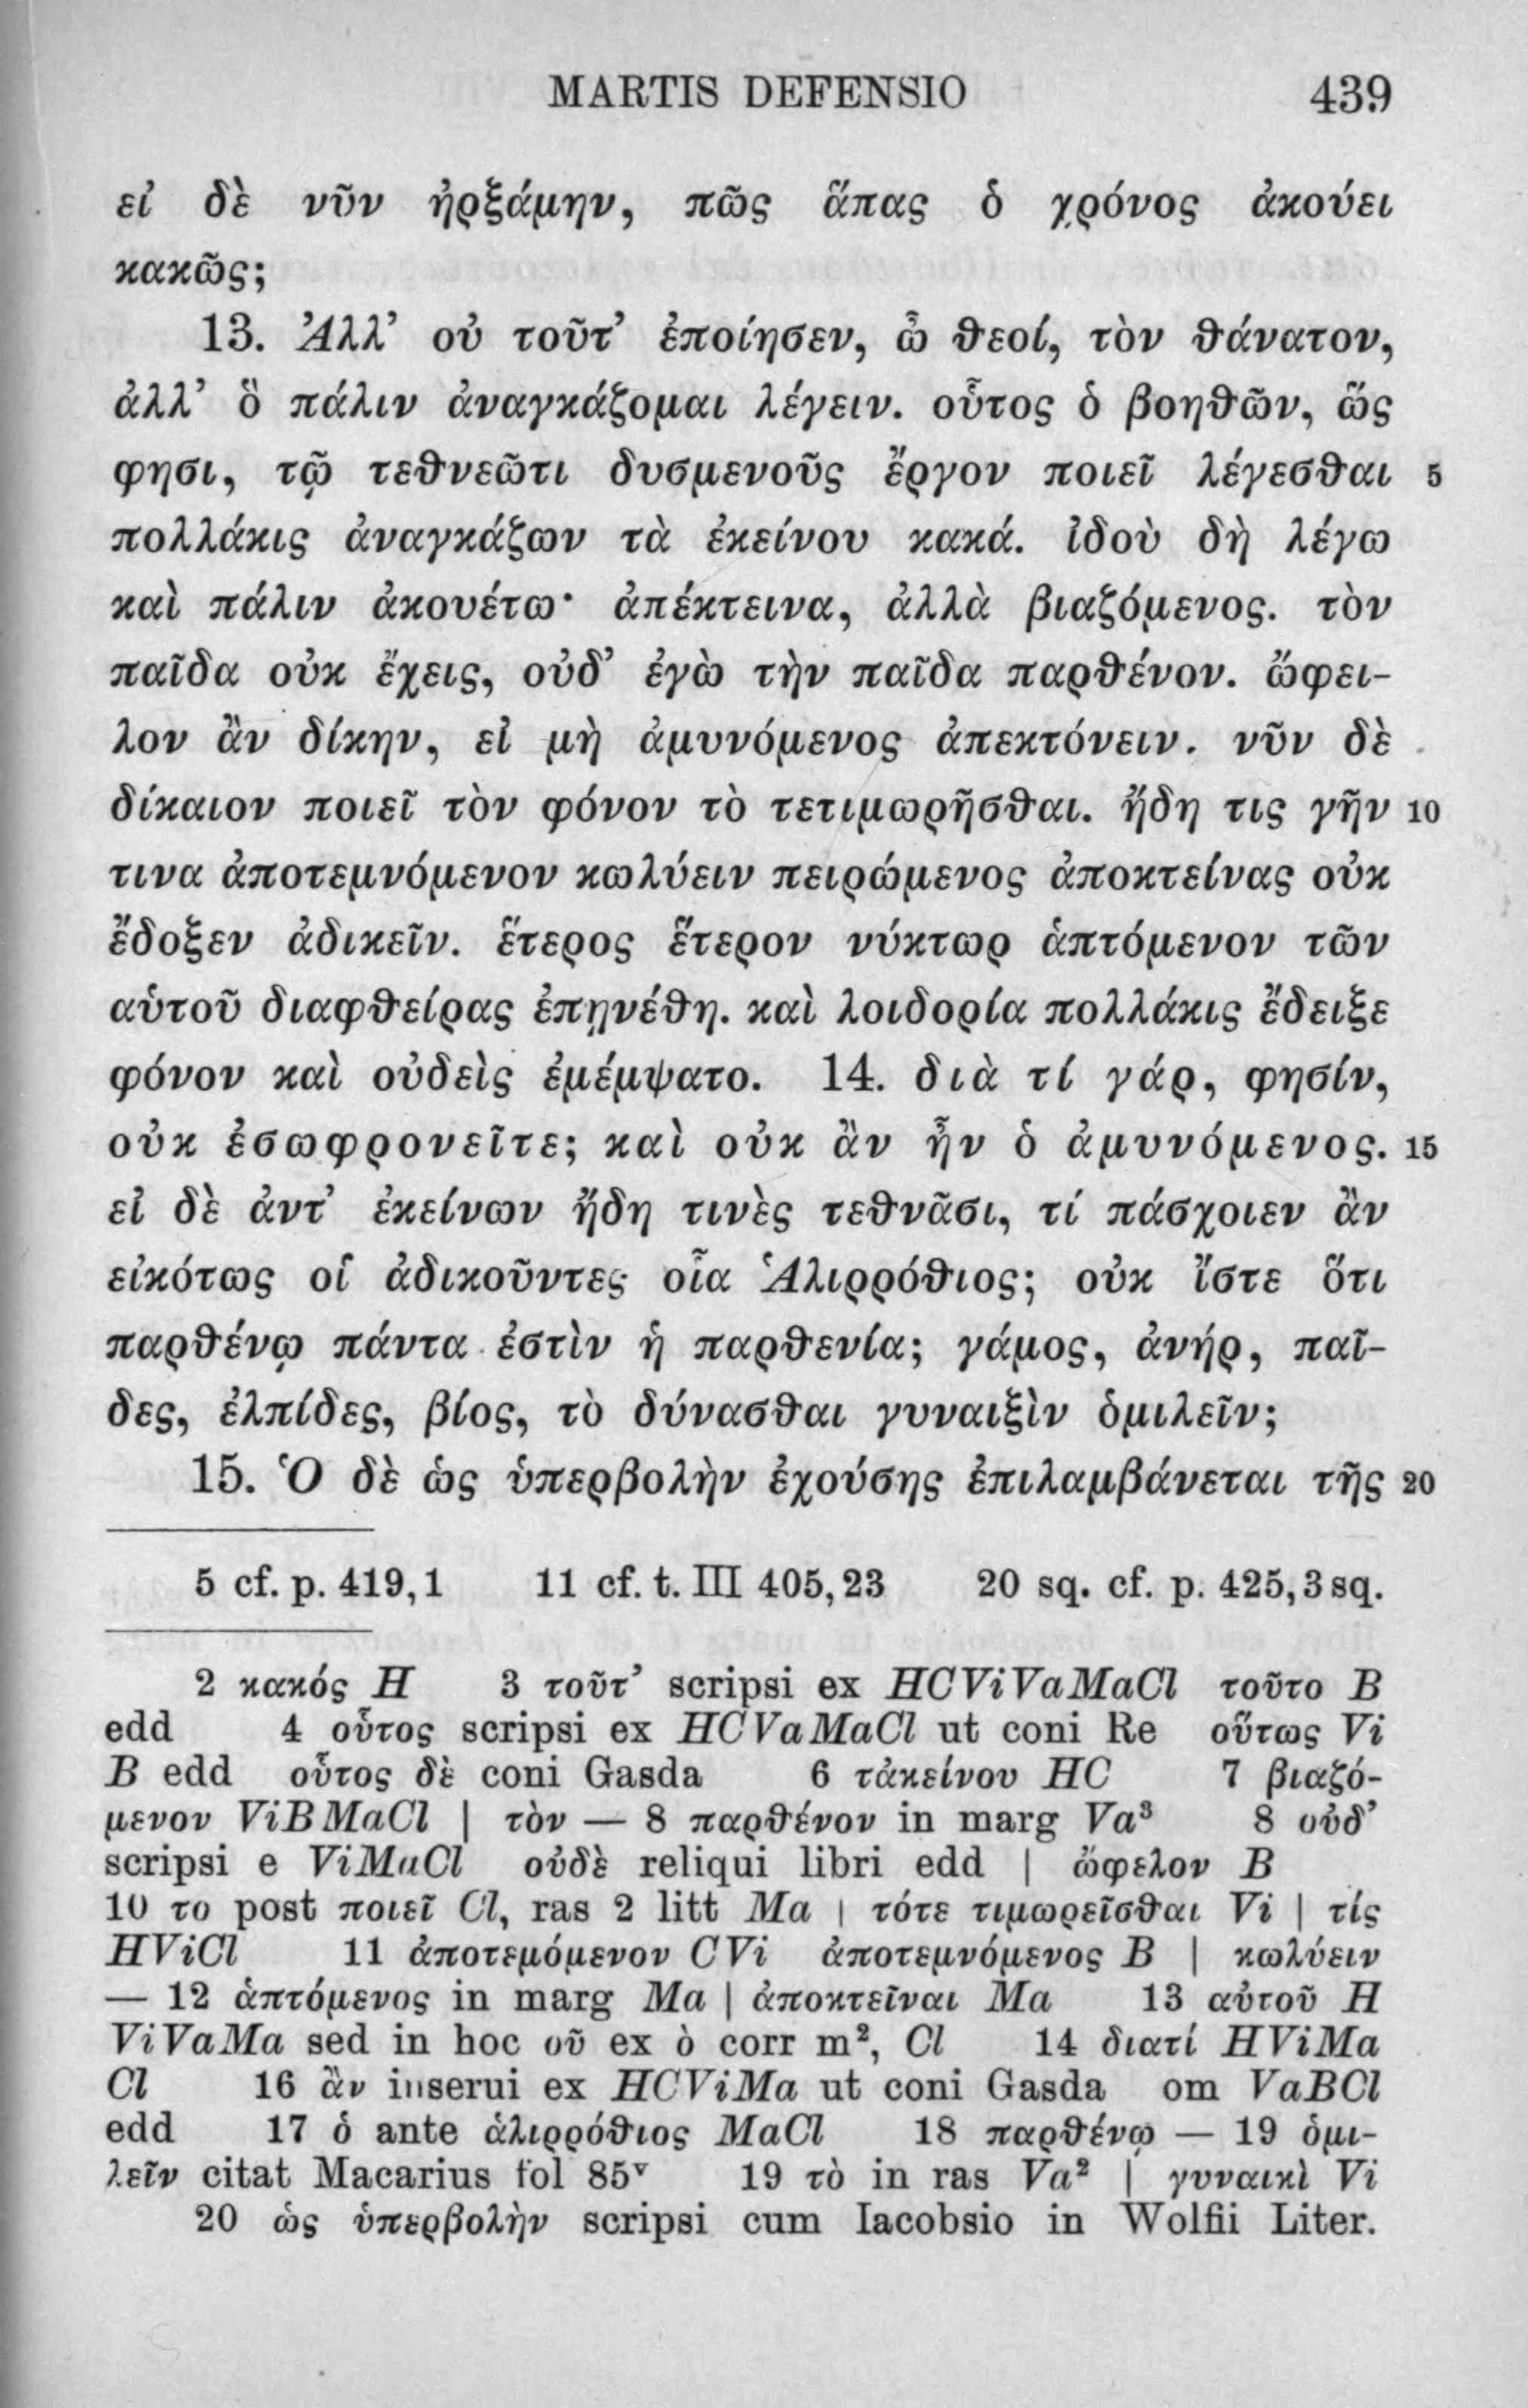 MARTIS DEFENSIO 439
εἰ δὲ νῦν ἠρξάμην, πῶς ἅπας ὁ χρόνος ἀκούει
κακῶς;
13. Ἀλλ’ οὐ τοῦτ’ ἐποίησεν, ὦ θεοί, τὸν θάνατον,
ἀλλ’ ὃ πάλιν ἀναγκάζομαι λέγειν. οὗτος ὁ βοηθῶν, ὥς
φησι, τῷ τεθνεῶτι δυσμενοῦς ἔργον ποιεῖ λέγεσθαι 5
πολλάκις ἀναγκάζων τὰ ἐκείνου κακά. ἰδοὺ δὴ λέγω
καὶ πάλιν ἀκουέτω· ἀπέκτεινα, ἀλλὰ βιαζόμενος. τὸν
παῖδα οὐκ ἔχεις, οὐδ’ ἐγὼ τὴν παῖδα παρθένον. ὤφει-
λον ἂν δίκην, εἰ μὴ ἀμυνόμενος ἀπεκτόνειν. νῦν δὲ
δίκαιον ποιεῖ τὸν φόνον τὸ τετιμωρῆσθαι. ἤδη τις γῆν 10
τινα ἀποτεμνόμενον κωλύειν πειρώμενος ἀποκτείνας οὐκ
ἔδοξεν ἀδικεῖν. ἕτερος ἕτερον νύκτωρ ἁπτόμενον τῶν
αὑτοῦ διαφθείρας ἐπῃνέθη. καὶ λοιδορία πολλάκις ἔδειξε
φόνον καὶ οὐδεὶς ἐμέμψατο. 14. διὰ τί γάρ, φησίν,
οὐκ ἐσωφρονεῖτε; καὶ οὐκ ἂν ἦν ὁ ἀμυνόμενος. 15
εἰ δὲ ἀντ’ ἐκείνων ἤδη τινὲς τεθνᾶσι, τί πάσχοιεν ἂν
εἰκότως οἱ ἀδικοῦντες οἷα Ἁλιρρόθιος; οὐκ ἴστε ὅτι
παρθένῳ πάντα ἐστὶν ἡ παρθενία; γάμος, ἀνήρ, παῖ-
δες, ἐλπίδες, βίος, τὸ δύνασθαι γυναιξὶν ὁμιλεῖν;
15. Ὁ δὲ ὡς ὑπερβολὴν ἐχούσης ἐπιλαμβάνεται τῆς 20
5 cf. p. 419,1 11 cf. t. III 405,23 20 sq. cf. p. 425,3 sq.
2 κακός H 3 τοῦτ’ scripsi ex HCViVaMaCl τοῦτο B
edd 4 οὗτος scripsi ex HCVaMaCl ut coni Re οὕτως Vi
B edd οὗτος δὲ coni Gasda 6 τἀκείνου HC 7 βιαζό-
μενον ViBMaCl | τὸν — 8 παρθένον in marg Va³ 8 οὐδ’
scripsi e ViMaCl οὐδὲ reliqui libri edd | ὤφελον B
10 το post ποιεῖ Cl, ras 2 litt Ma | τότε τιμωρεῖσθαι Vi | τίς
HViCl 11 ἀποτεμόμενον CVi ἀποτεμνόμενος B | κωλύειν
— 12 ἁπτόμενος in marg Ma | ἀποκτεῖναι Ma 13 αὐτοῦ H
ViVaMa sed in hoc οῦ ex ὸ corr m², Cl 14 διατί HViMa
Cl 16 ἂν inserui ex HCViMa ut coni Gasda om VaBCl
edd 17 ὁ ante ἁλιρρόθιος MaCl 18 παρθένῳ — 19 ὁμι-
λεῖν citat Macarius fol 85ᵛ 19 τὸ in ras Va² | γυναικὶ Vi
20 ὡς ὑπερβολὴν scripsi cum Iacobsio in Wolfii Liter.